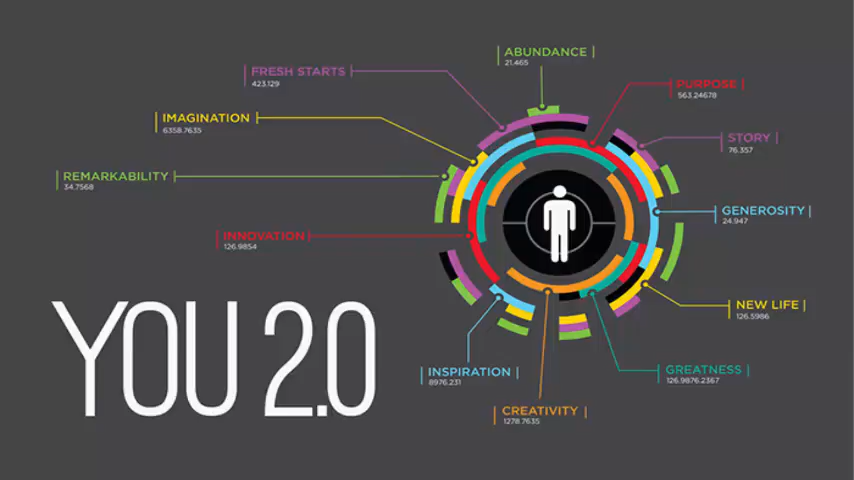 ABUNDANCE
21.465
FRESH STARTS
423.129
PURPOSE
563.24678
IMAGINATION
6358.7635
STORY
76.357
REMARKABILITY
34.7568
GENEROSITY
24.947
INNOVATION
126.9854
NEW LIFE
126.5986
YOU 2.0
INSPIRATION
8976.231
GREATNESS
126.9876.2367
CREATIVITY
1278.7635